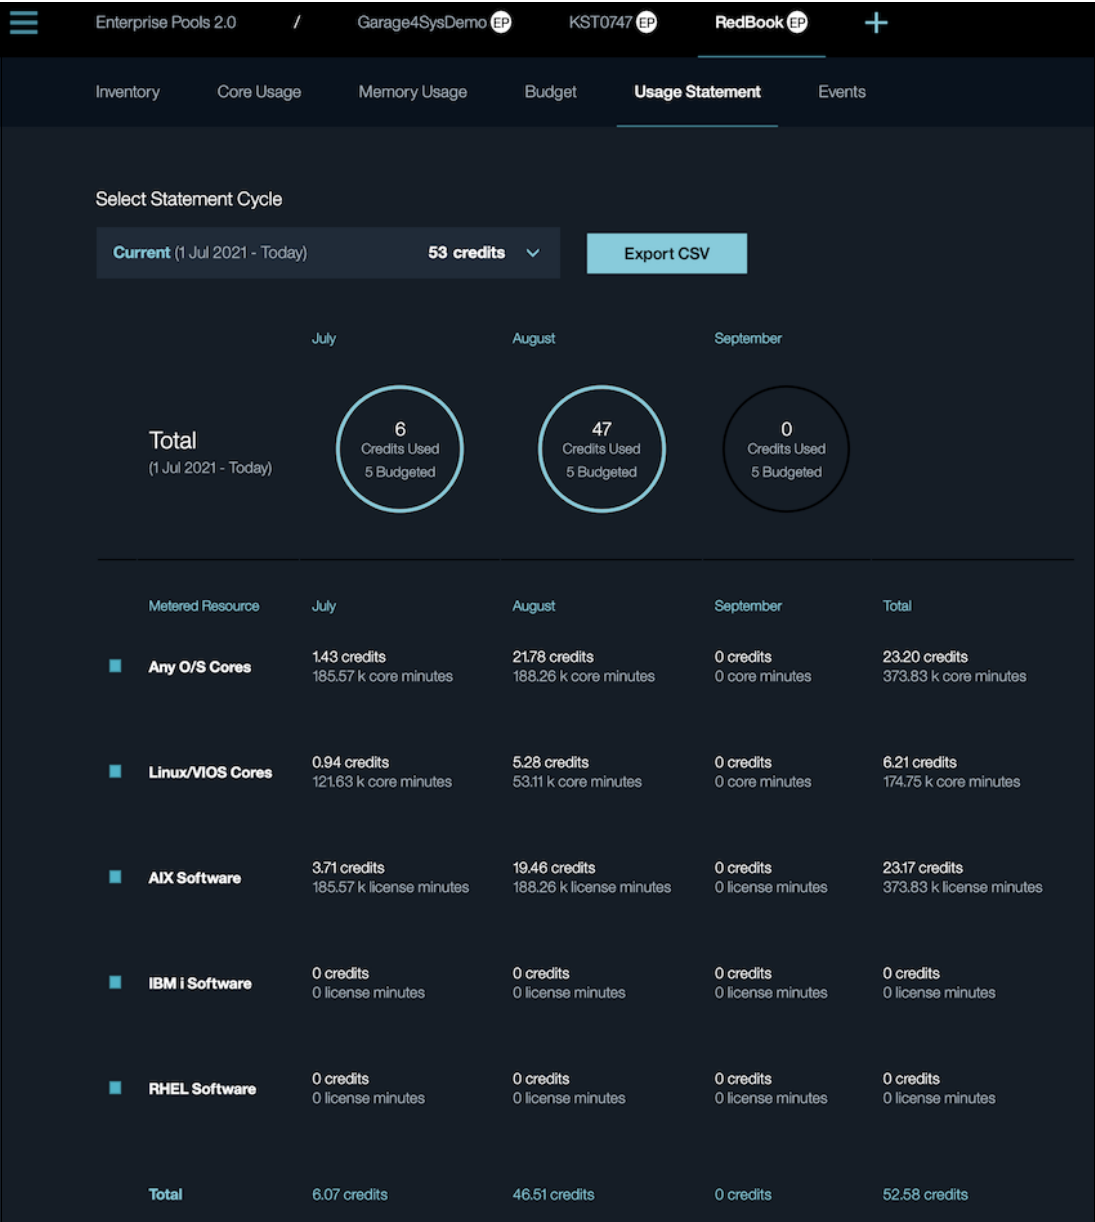 Enterprise Pools 2.0 / Garage4SysDemo EP KST0747 EP RedBook EP +
Inventory Core Usage Memory Usage Budget Usage Statement Events
Select Statement Cycle
Current (1 Jul 2021 - Today) 53 credits Export CSV
July August September
Total
(1 Jul 2021 - Today)
6
Credits Used
5 Budgeted
47
Credits Used
5 Budgeted
0
Credits Used
5 Budgeted
Metered Resource July August September Total
Any O/S Cores
1.43 credits 21.78 credits 0 credits 23.20 credits
185.57 k core minutes 188.26 k core minutes 0 core minutes 373.83 k core minutes
Linux/VIOS Cores
0.94 credits 5.28 credits 0 credits 6.21 credits
121.63 k core minutes 53.11 k core minutes 0 core minutes 174.75 k core minutes
AIX Software
3.71 credits 19.46 credits 0 credits 23.17 credits
185.57 k license minutes 188.26 k license minutes 0 license minutes 373.83 k license minutes
IBM i Software
0 credits 0 credits 0 credits 0 credits
0 license minutes 0 license minutes 0 license minutes 0 license minutes
RHEL Software
0 credits 0 credits 0 credits 0 credits
0 license minutes 0 license minutes 0 license minutes 0 license minutes
Total 6.07 credits 46.51 credits 0 credits 52.58 credits